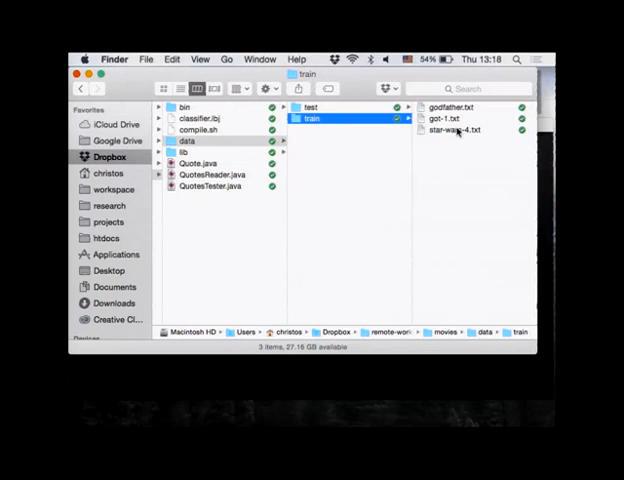 Finder File Edit View Go Window Help 54% Thu 13:18
train
Search
Favorites
iCloud Drive
Google Drive
Dropbox
christos
workspace
research
projects
htdocs
Applications
Desktop
Documents
Downloads
Creative Cl...
Devices
bin
classifier.lbj
compile.sh
data
lib
Quote.java
QuotesReader.java
QuotesTester.java
test
train
godfather.txt
got-1.txt
star-wars-4.txt
Macintosh HD Users christos Dropbox remote-work movies data train
3 items, 27.16 GB available